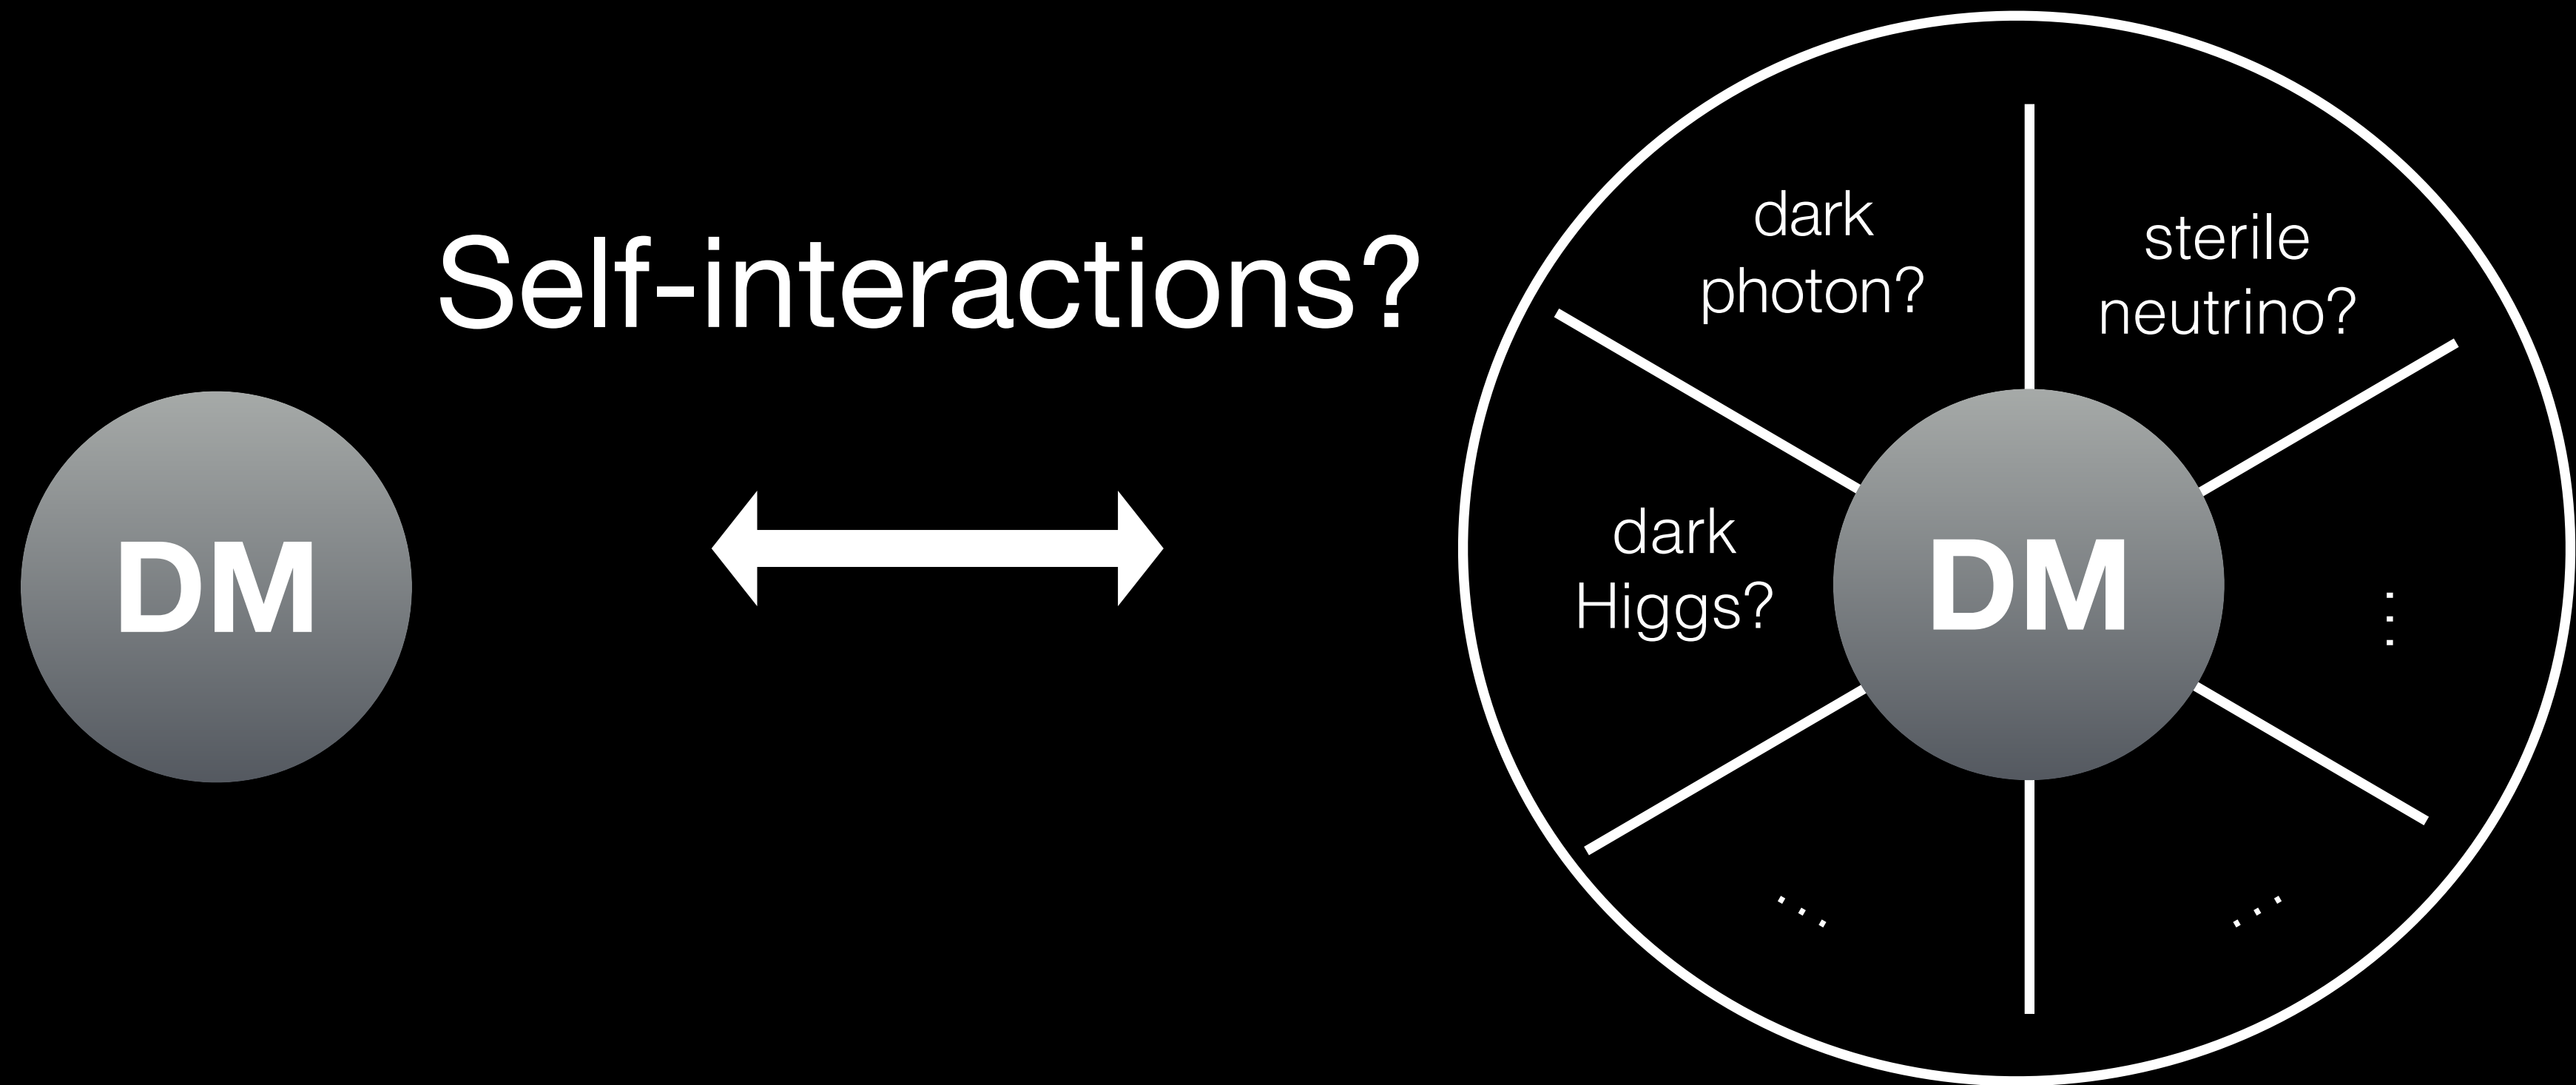 Self-interactions?
DM
dark
photon?
sterile
neutrino?
dark
Higgs?
DM
...
...
...